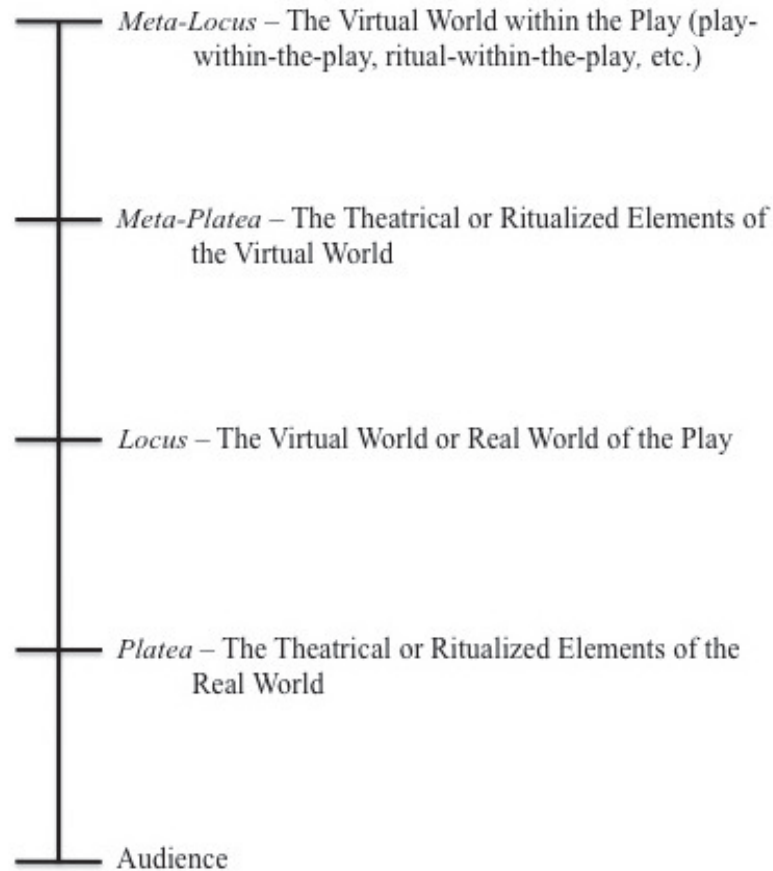 Meta-Locus – The Virtual World within the Play (play-
within-the-play, ritual-within-the-play, etc.)
Meta-Platea – The Theatrical or Ritualized Elements of
the Virtual World
Locus – The Virtual World or Real World of the Play
Platea – The Theatrical or Ritualized Elements of the
Real World
Audience